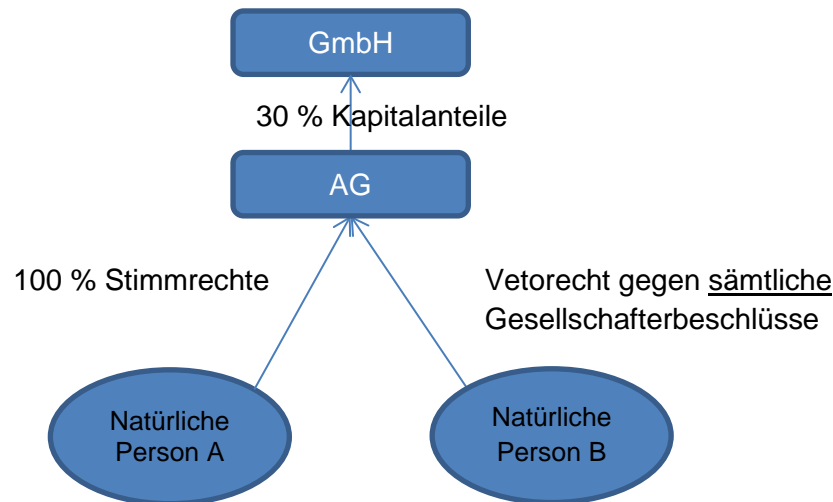 GmbH
30 % Kapitalanteile
AG
100 % Stimmrechte
Vetorecht gegen sämtliche
Gesellschafterbeschlüsse
Natürliche
Person A
Natürliche
Person B